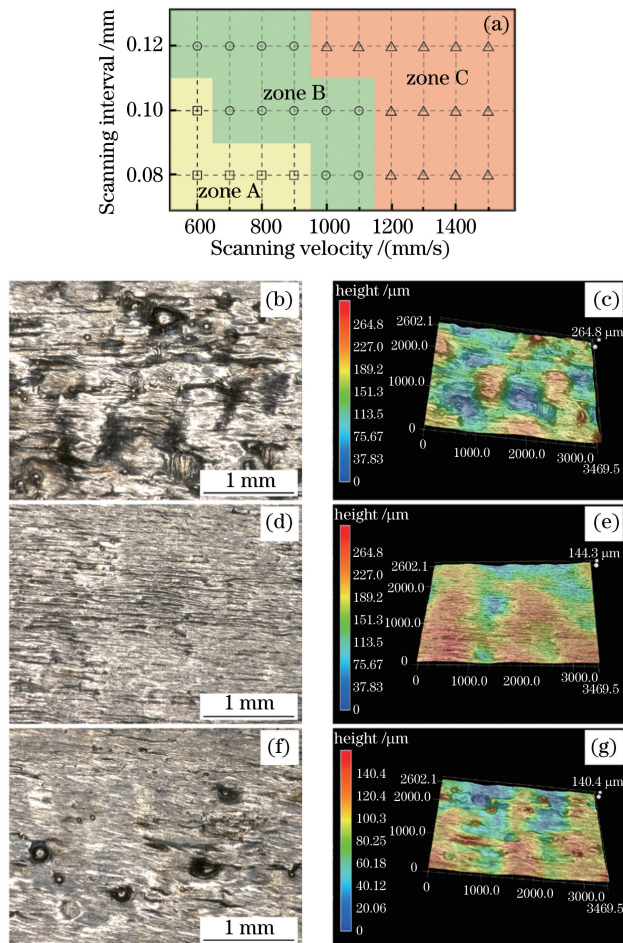 (a)
Scanning interval /mm
0.12
0.10
0.08
zone C
zone B
zone A
600 800 1000 1200 1400
Scanning velocity /(mm/s)
(b)
1 mm
(c)
height /μm
264.8
227.0
189.2
151.3
113.5
75.67
37.83
0
2602.1
2000.0
1000.0
0
0
1000.0
2000.0
3000.0
3469.5
264.8 μm
(d)
1 mm
(e)
height /μm
264.8
227.0
189.2
151.3
113.5
75.67
37.83
0
2602.1
2000.0
1000.0
0
0
1000.0
2000.0
3000.0
3469.5
144.3 μm
(f)
1 mm
(g)
height /μm
140.4
120.4
100.3
80.25
60.18
40.12
20.06
0
2602.1
2000.0
1000.0
0
0
1000.0
2000.0
3000.0
3469.5
140.4 μm